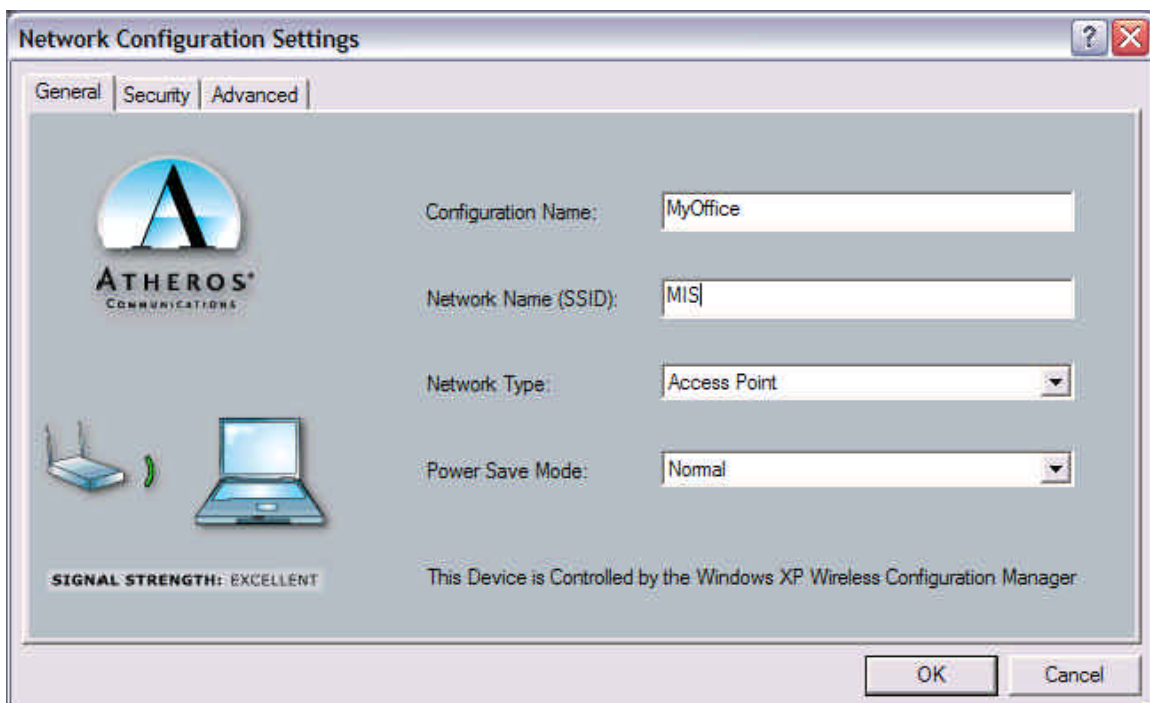 Network Configuration Settings
General Security Advanced
ATHEROS®
COMMUNICATIONS
Configuration Name: MyOffice
Network Name (SSID): MIS
Network Type: Access Point
Power Save Mode: Normal
SIGNAL STRENGTH: EXCELLENT
This Device is Controlled by the Windows XP Wireless Configuration Manager
OK Cancel